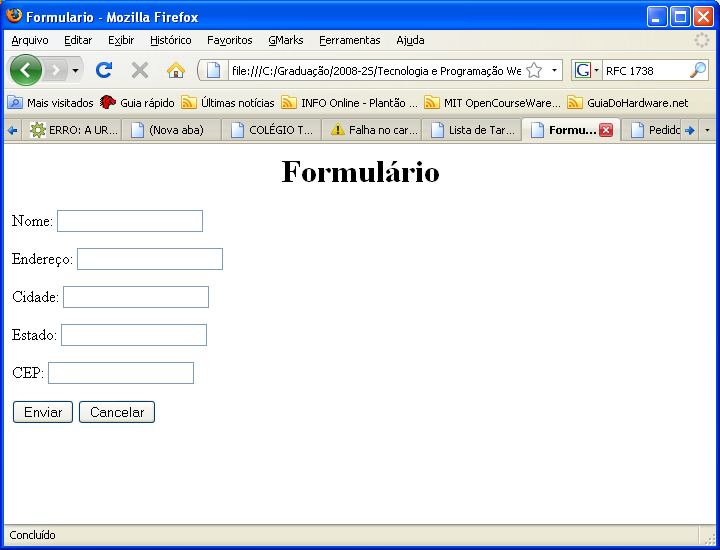 Formulario - Mozilla Firefox
Arquivo Editar Exibir Histórico Favoritos GMarks Ferramentas Ajuda
file:///C:/Graduação/2008-2S/Tecnologia e Programação We RFC 1738
Mais visitados Guia rápido Últimas notícias INFO Online - Plantão ... MIT OpenCourseWare... GuiaDoHardware.net
ERRO: A UR... (Nova aba) COLÉGIO T... Falha no car... Lista de Tar... Formu... Pedido
Formulário
Nome:
Endereço:
Cidade:
Estado:
CEP:
Enviar Cancelar
Concluído